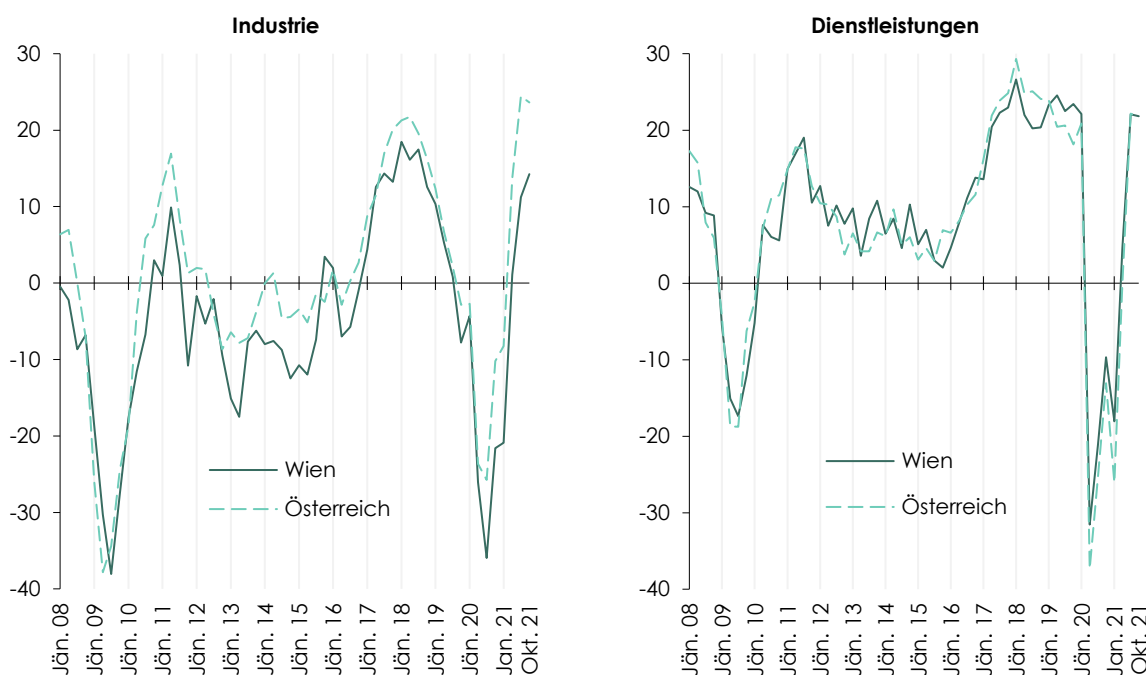 Industrie
30
20
10
0
-10
-20
-30
-40
Wien
Österreich
Jän. 08
Jän. 09
Jän. 10
Jän. 11
Jän. 12
Jän. 13
Jän. 14
Jän. 15
Jän. 16
Jän. 17
Jän. 18
Jän. 19
Jän. 20
Jan. 21
Okt. 21
Dienstleistungen
30
20
10
0
-10
-20
-30
-40
Wien
Österreich
Jän. 08
Jän. 09
Jän. 10
Jän. 11
Jän. 12
Jän. 13
Jän. 14
Jän. 15
Jän. 16
Jän. 17
Jän. 18
Jän. 19
Jän. 20
Jan. 21
Okt. 21